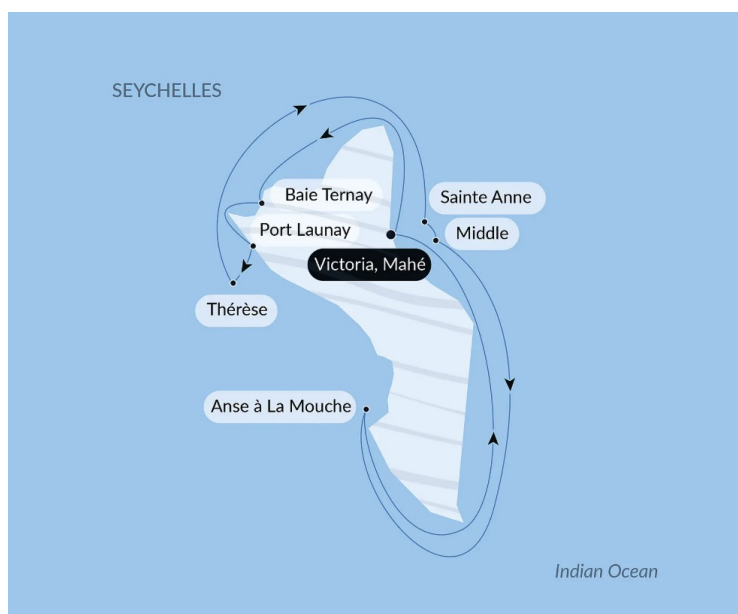 SEYCHELLES
Baie Ternay
Sainte Anne
Port Launay
Middle
Victoria, Mahé
Thérèse
Anse à La Mouche
Indian Ocean